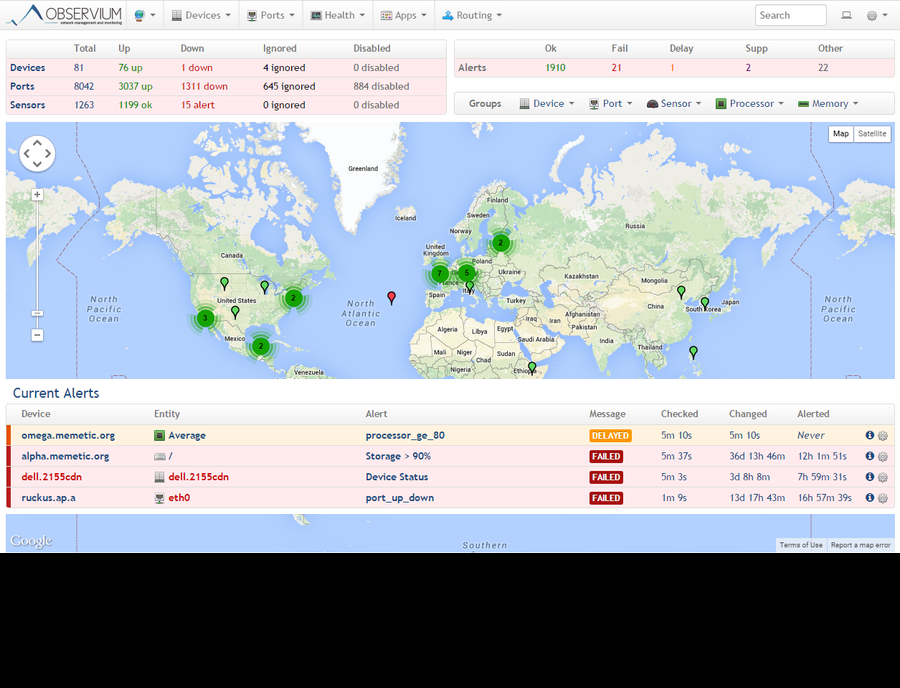 OBSERVIUM Devices Ports Health Apps Routing Search
network management and monitoring
Total Up Down Ignored Disabled
Devices 81 76 up 1 down 4 ignored 0 disabled
Ports 8042 3037 up 1311 down 645 ignored 884 disabled
Sensors 1263 1199 ok 15 alert 0 ignored 0 disabled
Ok Fail Delay Supp Other
Alerts 1910 21 1 2 22
Groups Device Port Sensor Processor Memory
Map Satellite
Greenland
Iceland
Finland
Sweden
Norway
Russia
Canada
United Kingdom
Poland
Ukraine
Kazakhstan
Mongolia
France
Italy
Spain
Turkey
United States
China
South Korea
Japan
North Pacific Ocean
North Atlantic Ocean
North Pacific Ocean
Mexico
Venezuela
Algeria
Libya
Egypt
Iraq
Iran
Afghanistan
Pakistan
Saudi Arabia
India
Thailand
Mali
Niger
Chad
Sudan
Nigeria
Ethiopia
7
5
2
2
3
2
Current Alerts
Device Entity Alert Message Checked Changed Alerted
omega.memetic.org Average processor_ge_80 DELAYED 5m 10s 5m 10s Never
alpha.memetic.org / Storage > 90% FAILED 5m 37s 36d 13h 46m 12h 1m 51s
dell.2155cdn dell.2155cdn Device Status FAILED 5m 3s 3d 8h 8m 7h 59m 31s
ruckus.ap.a eth0 port_up_down FAILED 1m 9s 13d 17h 43m 16h 57m 39s
Google Southern Terms of Use Report a map error